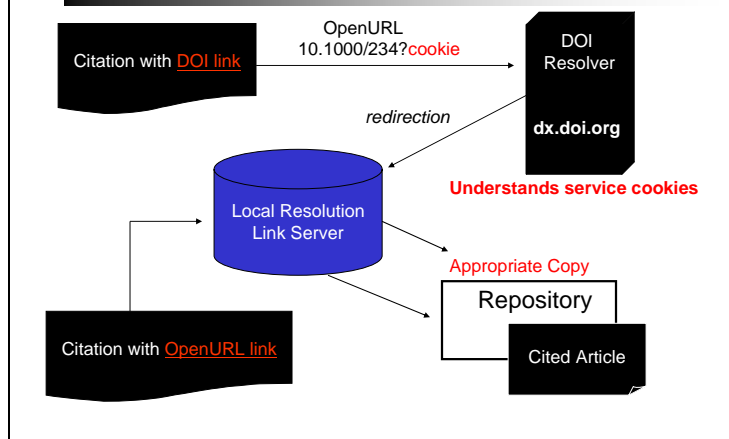 OpenURL
10.1000/234?cookie
Citation with DOI link
DOI
Resolver
dx.doi.org
redirection
Understands service cookies
Local Resolution
Link Server
Appropriate Copy
Repository
Citation with OpenURL link
Cited Article